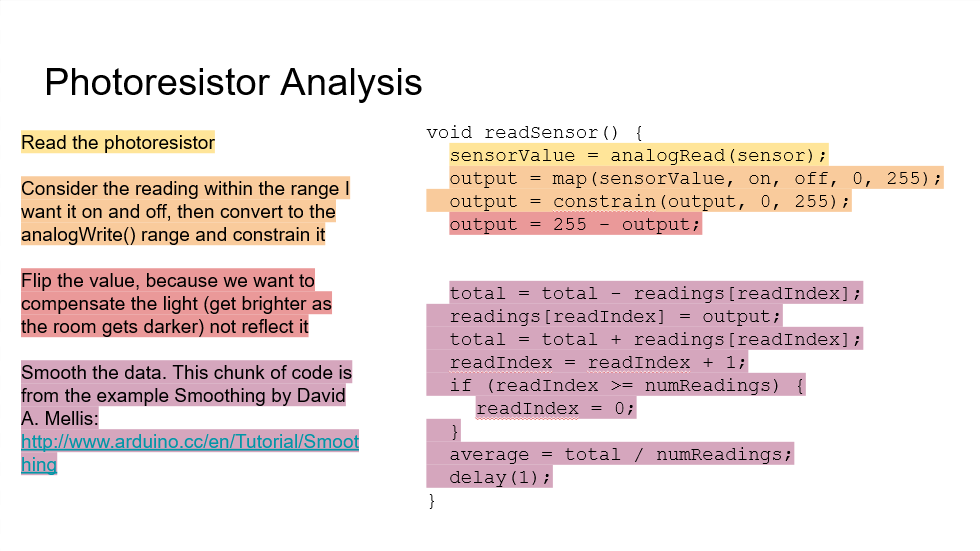 Photoresistor Analysis
Read the photoresistor
Consider the reading within the range I
want it on and off, then convert to the
analogWrite() range and constrain it
Flip the value, because we want to
compensate the light (get brighter as
the room gets darker) not reflect it
Smooth the data. This chunk of code is
from the example Smoothing by David
A. Mellis:
http://www.arduino.cc/en/Tutorial/Smoot
hing
void readSensor() {
sensorValue = analogRead(sensor);
output = map(sensorValue, on, off, 0, 255);
output = constrain(output, 0, 255);
output = 255 - output;
total = total - readings[readIndex];
readings[readIndex] = output;
total = total + readings[readIndex];
readIndex = readIndex + 1;
if (readIndex >= numReadings) {
readIndex = 0;
}
average = total / numReadings;
delay(1);
}